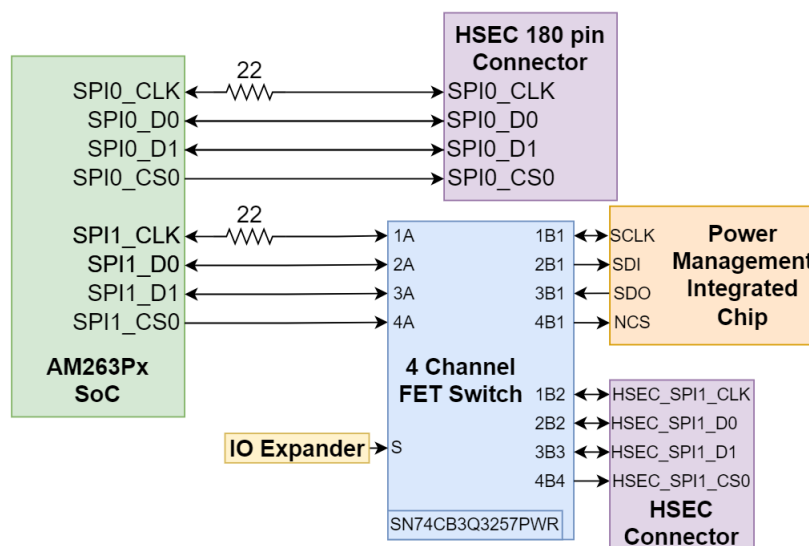 HSEC 180 pin
Connector
22
SPI0_CLK
SPI0_CLK
SPI0_D0
SPI0_D0
SPI0_D1
SPI0_D1
SPI0_CS0
SPI0_CS0
22
SPI1_CLK
1A
1B1
SCLK
SPI1_D0
2A
2B1
SDI
SPI1_D1
3A
3B1
SDO
SPI1_CS0
4A
4B1
NCS
Power
Management
Integrated
Chip
AM263Px
SoC
4 Channel
FET Switch
1B2
HSEC_SPI1_CLK
2B2
HSEC_SPI1_D0
3B3
HSEC_SPI1_D1
4B4
HSEC_SPI1_CS0
IO Expander
S
HSEC
Connector
SN74CB3Q3257PWR